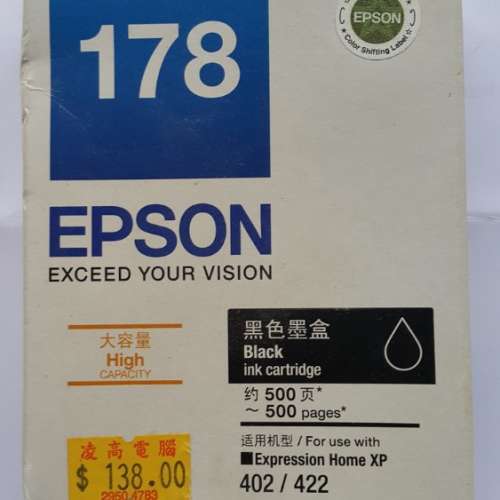 178
EPSON
Color Shifting Label
EPSON
EXCEED YOUR VISION
大容量
High
CAPACITY
黑色墨盒
Black
ink cartridge
约 500 页*
～ 500 pages*
适用机型 / For use with
■Expression Home XP
402 / 422
凌高電腦
$ 138.00
2950.4783